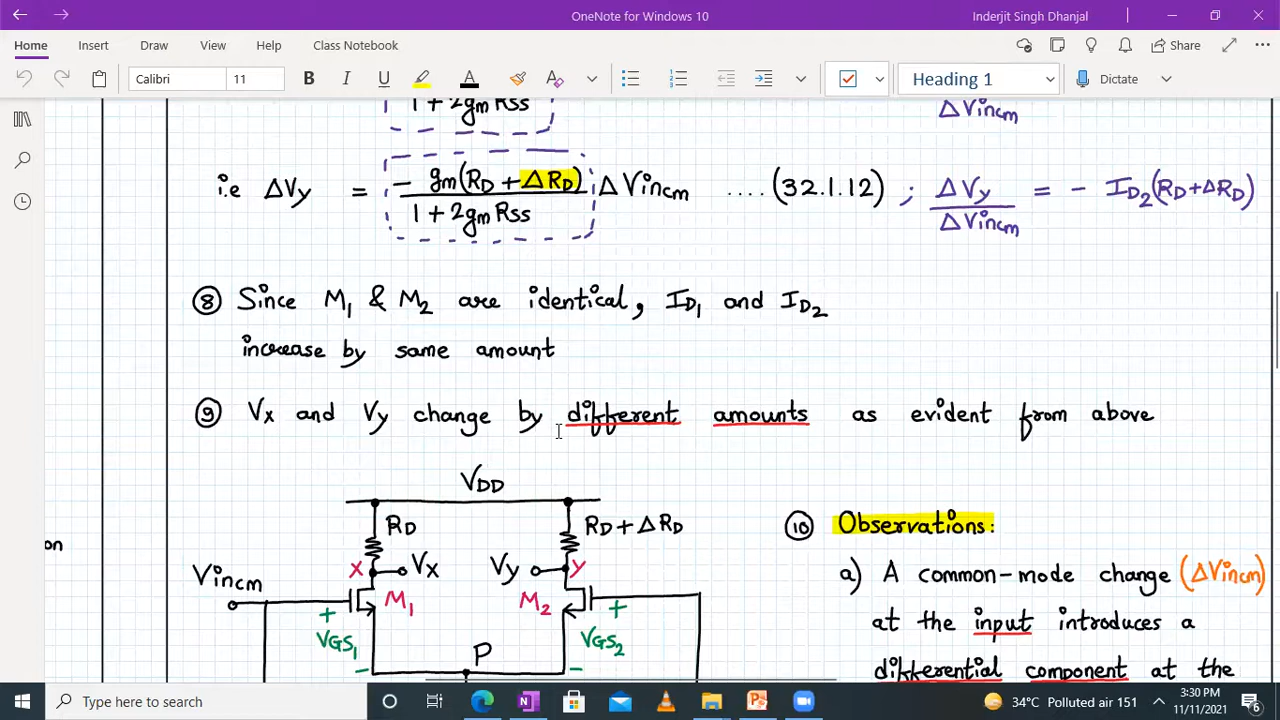 OneNote for Windows 10
Inderjit Singh Dhanjal
Home Insert Draw View Help Class Notebook
Share
Calibri 11 B I U A Heading 1 Dictate
1 + 2gm Rss
ΔVincm
i.e ΔVy = - gm(RD + ΔRD) / 1 + 2gm Rss ΔVincm ....(32.1.12) ; ΔVy / ΔVincm = - ID2(RD+ΔRD)
⑧ Since M1 & M2 are identical, ID1 and ID2
increase by same amount
⑨ Vx and Vy change by different amounts as evident from above
VDD
RD RD + ΔRD
⑩ Observations:
on
Vincm X Vx Vy Y
a) A common-mode change (ΔVincm)
+ M1 M2 +
at the input introduces a
VGS1 VGS2
- P -
differential component at the
Type here to search
34°C Polluted air 151
3:30 PM
11/11/2021
6